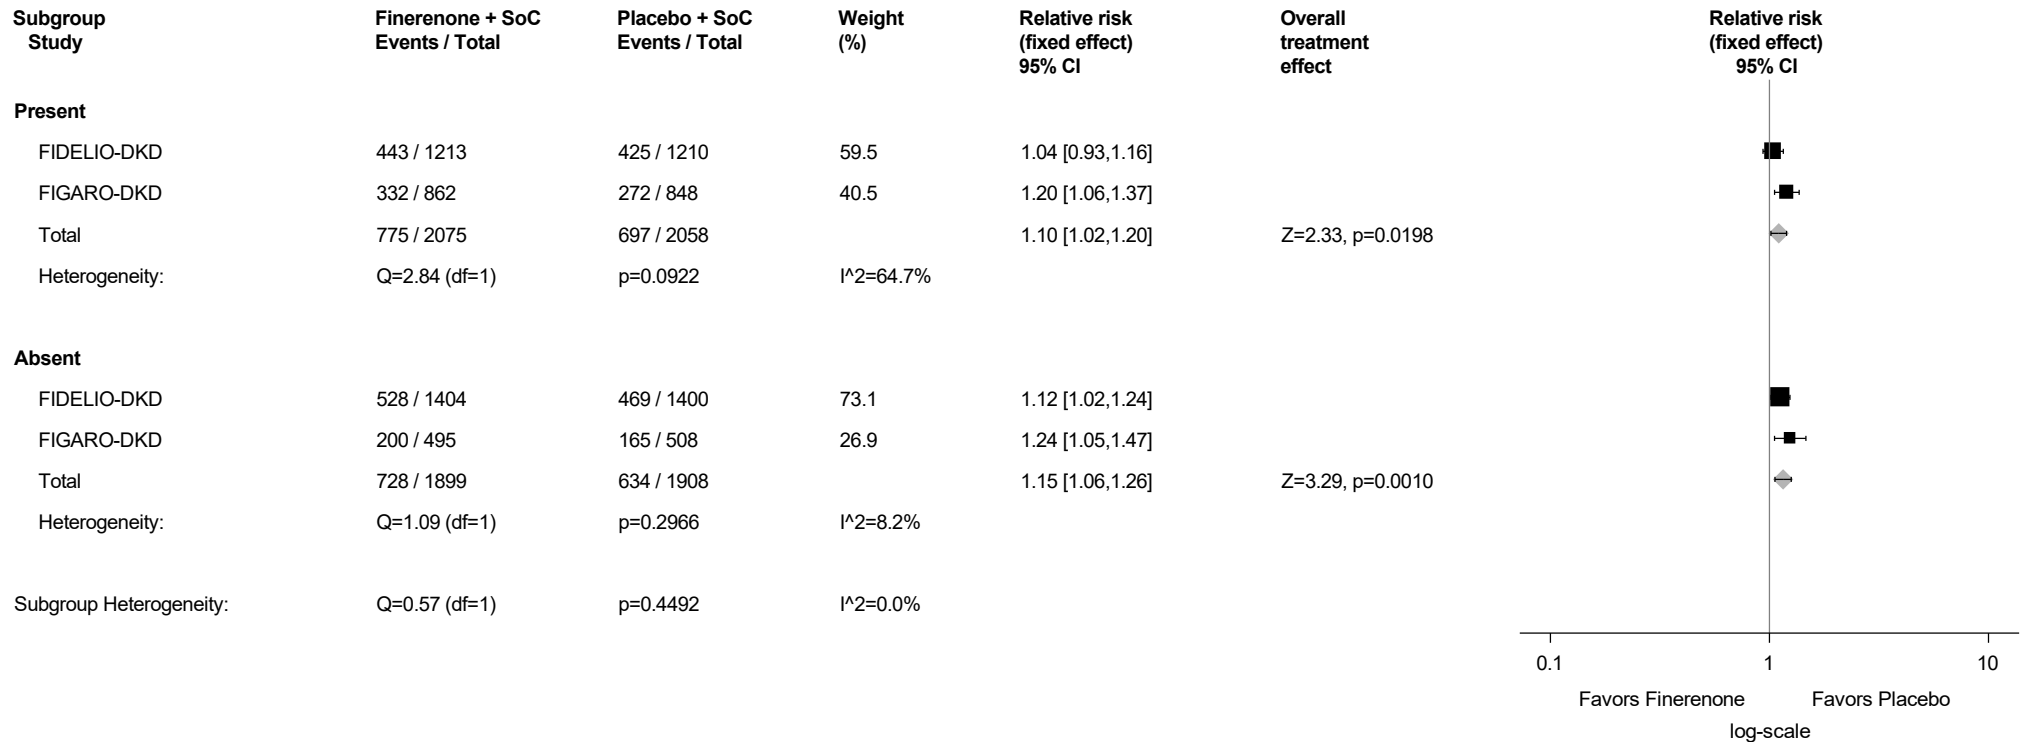 Subgroup Finerenone + SoC Placebo + SoC Weight Relative risk Overall Relative risk
Study Events / Total Events / Total (%) (fixed effect) treatment (fixed effect)
95% CI effect 95% CI
Present
FIDELIO-DKD 443 / 1213 425 / 1210 59.5 1.04 [0.93,1.16]
FIGARO-DKD 332 / 862 272 / 848 40.5 1.20 [1.06,1.37]
Total 775 / 2075 697 / 2058 1.10 [1.02,1.20] Z=2.33, p=0.0198
Heterogeneity: Q=2.84 (df=1) p=0.0922 I^2=64.7%
Absent
FIDELIO-DKD 528 / 1404 469 / 1400 73.1 1.12 [1.02,1.24]
FIGARO-DKD 200 / 495 165 / 508 26.9 1.24 [1.05,1.47]
Total 728 / 1899 634 / 1908 1.15 [1.06,1.26] Z=3.29, p=0.0010
Heterogeneity: Q=1.09 (df=1) p=0.2966 I^2=8.2%
Subgroup Heterogeneity: Q=0.57 (df=1) p=0.4492 I^2=0.0%
0.1 1 10
Favors Finerenone Favors Placebo
log-scale